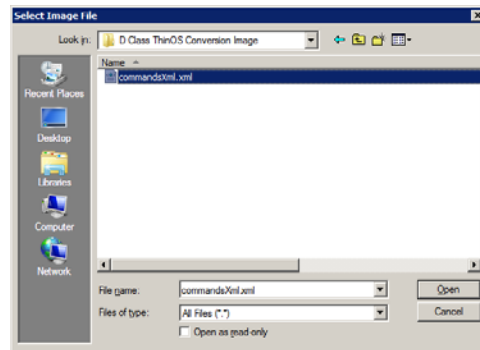 Select Image File
Look in: D Class ThinOS Conversion Image
Name
commandsXml.xml
Recent Places
Desktop
Libraries
Computer
Network
File name: commandsXml.xml Open
Files of type: All Files (*.*) Cancel
Open as read-only